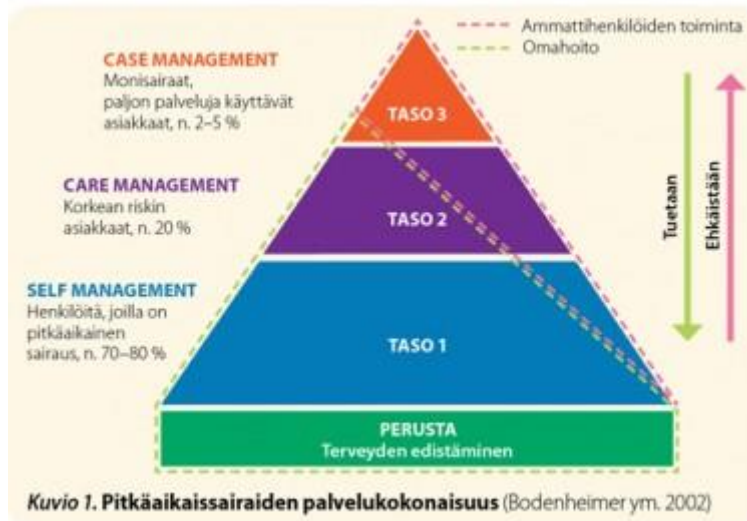 Ammattihenkilöiden toiminta
Omahoito
CASE MANAGEMENT
Monisairaat,
paljon palveluja käyttävät
asiakkaat, n. 2–5 %
TASO 3
CARE MANAGEMENT
Korkean riskin
asiakkaat, n. 20 %
TASO 2
Tuetaan
Ehkäistään
SELF MANAGEMENT
Henkilöitä, joilla on
pitkäaikainen
sairaus, n. 70–80 %
TASO 1
PERUSTA
Terveyden edistäminen
Kuvio 1. Pitkäaikaissairaiden palvelukokonaisuus (Bodenheimer ym. 2002)